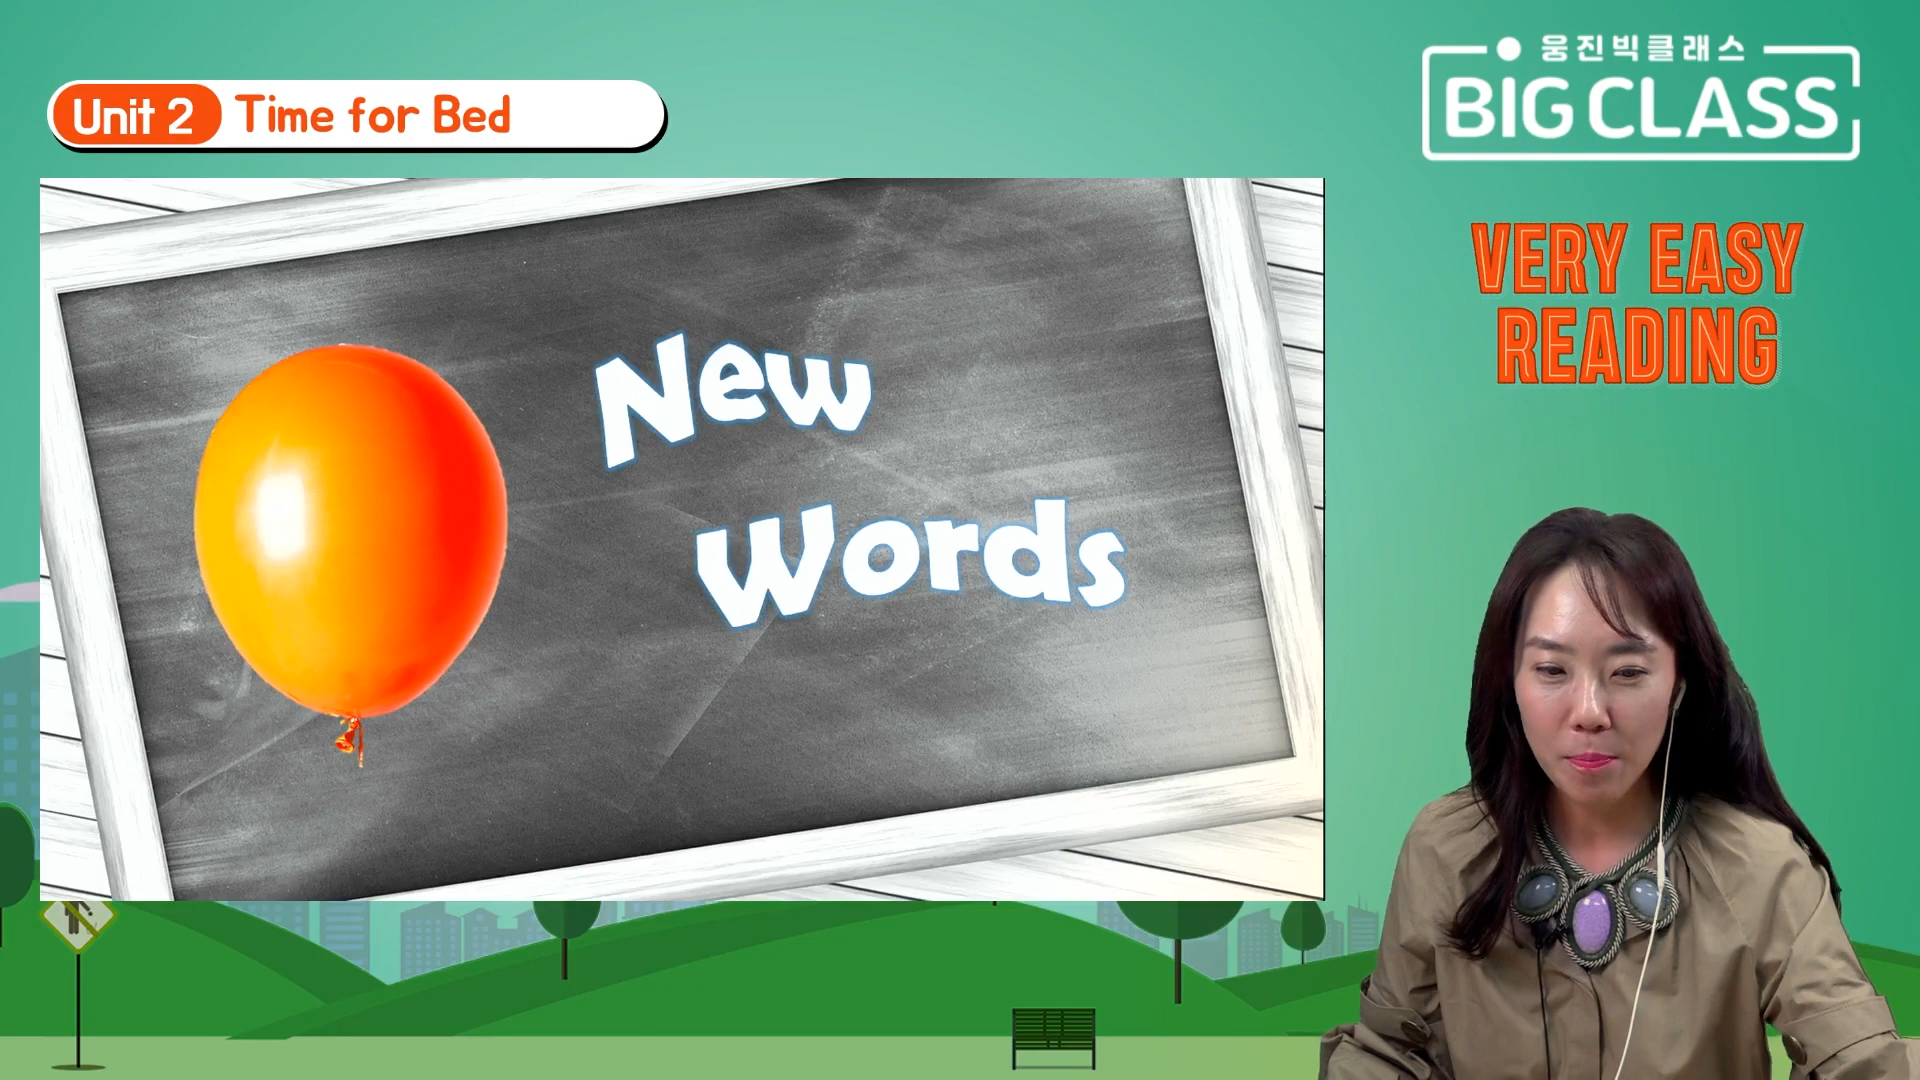 Unit 2 Time for Bed
웅진빅클래스
BIG CLASS
VERY EASY
READING
New
Words